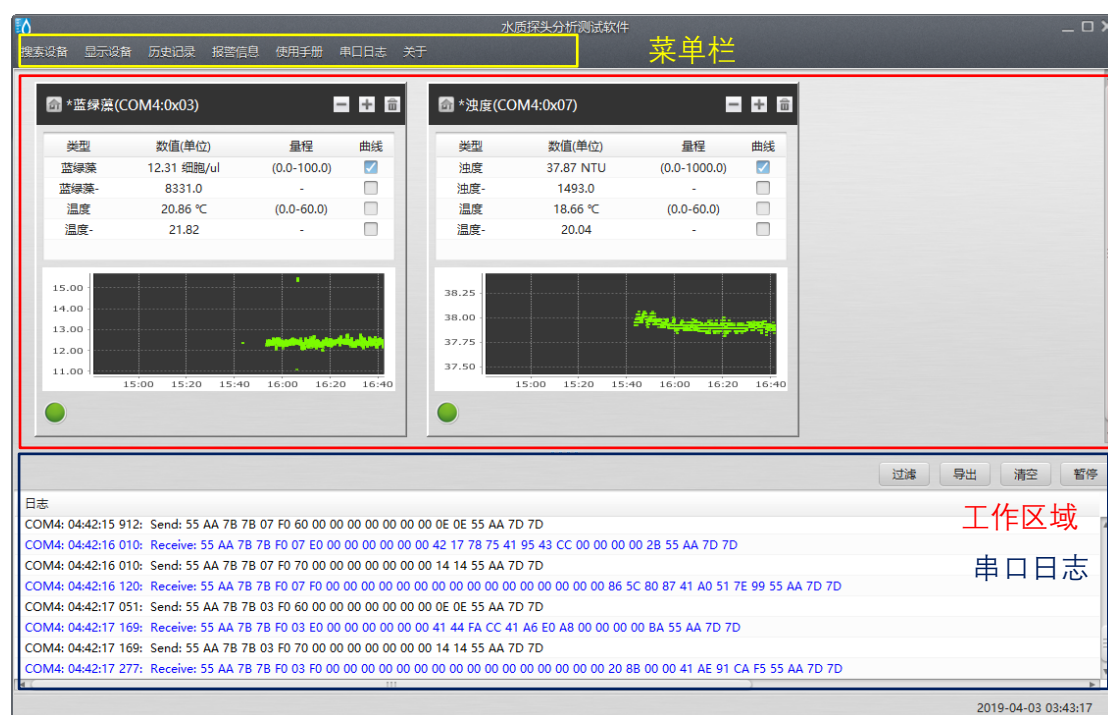 水质探头分析测试软件
搜索设备 显示设备 历史记录 报警信息 使用手册 串口日志 关于
菜单栏
*蓝绿藻(COM4:0x03)
类型 数值(单位) 量程 曲线
蓝绿藻 12.31 细胞/ul (0.0-100.0)
蓝绿藻- 8331.0 -
温度 20.86 ℃ (0.0-60.0)
温度- 21.82 -
15.00
14.00
13.00
12.00
11.00
15:00 15:20 15:40 16:00 16:20 16:40
*浊度(COM4:0x07)
类型 数值(单位) 量程 曲线
浊度 37.87 NTU (0.0-1000.0)
浊度- 1493.0 -
温度 18.66 ℃ (0.0-60.0)
温度- 20.04 -
38.25
38.00
37.75
37.50
15:00 15:20 15:40 16:00 16:20 16:40
过滤 导出 清空 暂停
日志
工作区域
串口日志
COM4: 04:42:15 912: Send: 55 AA 7B 7B 07 F0 60 00 00 00 00 00 00 00 0E 0E 55 AA 7D 7D
COM4: 04:42:16 010: Receive: 55 AA 7B 7B F0 07 E0 00 00 00 00 00 00 00 42 17 78 75 41 95 43 CC 00 00 00 00 2B 55 AA 7D 7D
COM4: 04:42:16 010: Send: 55 AA 7B 7B 07 F0 70 00 00 00 00 00 00 00 14 14 55 AA 7D 7D
COM4: 04:42:16 120: Receive: 55 AA 7B 7B F0 07 F0 00 00 00 00 00 00 00 00 00 00 00 00 00 00 00 00 86 5C 80 87 41 A0 51 7E 99 55 AA 7D 7D
COM4: 04:42:17 051: Send: 55 AA 7B 7B 03 F0 60 00 00 00 00 00 00 00 0E 0E 55 AA 7D 7D
COM4: 04:42:17 169: Receive: 55 AA 7B 7B F0 03 E0 00 00 00 00 00 00 00 41 44 FA CC 41 A6 E0 A8 00 00 00 00 BA 55 AA 7D 7D
COM4: 04:42:17 169: Send: 55 AA 7B 7B 03 F0 70 00 00 00 00 00 00 00 14 14 55 AA 7D 7D
COM4: 04:42:17 277: Receive: 55 AA 7B 7B F0 03 F0 00 00 00 00 00 00 00 00 00 00 00 00 00 00 00 00 20 8B 00 00 41 AE 91 CA F5 55 AA 7D 7D
2019-04-03 03:43:17